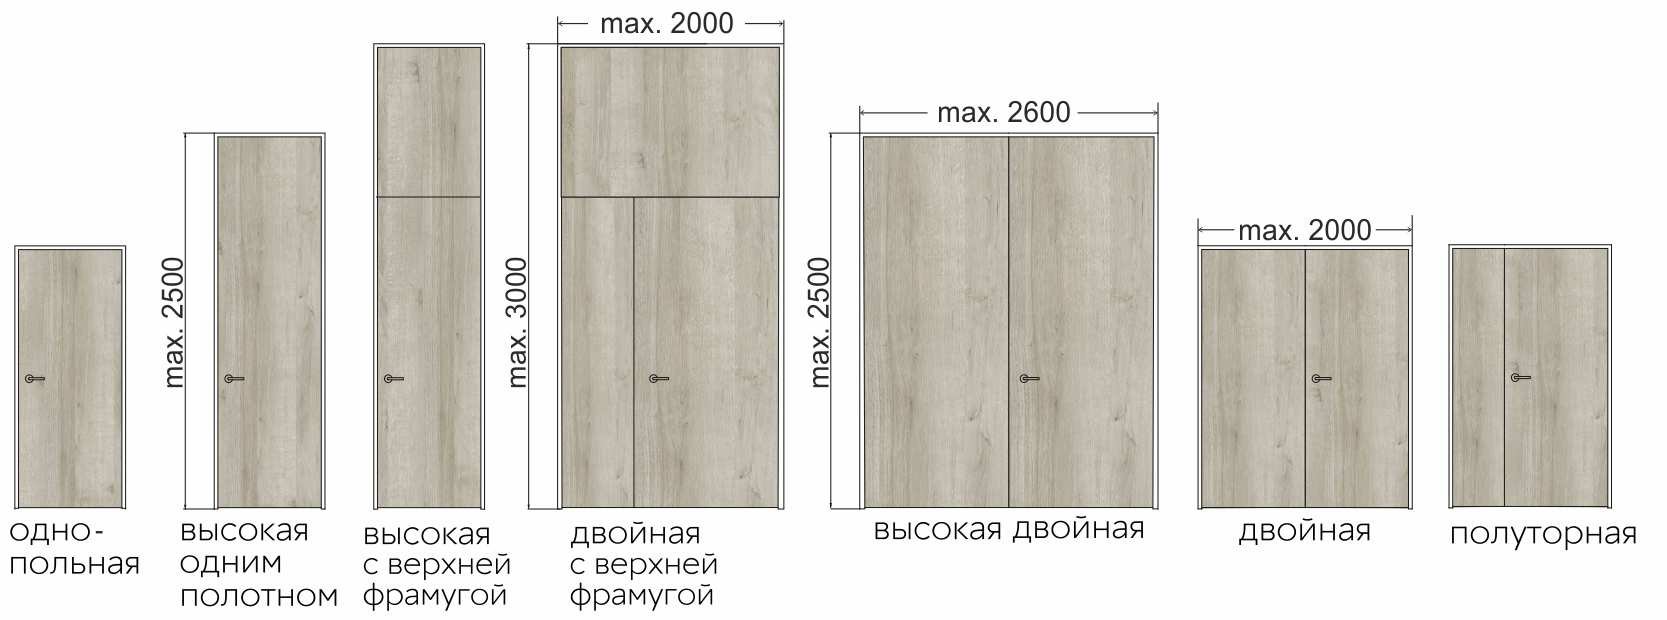 max. 2000
max. 2600
max. 2000
max. 2500
max. 3000
max. 2500
одно-
польная
высокая
одним
полотном
высокая
с верхней
фрамугой
двойная
с верхней
фрамугой
высокая двойная
двойная
полуторная